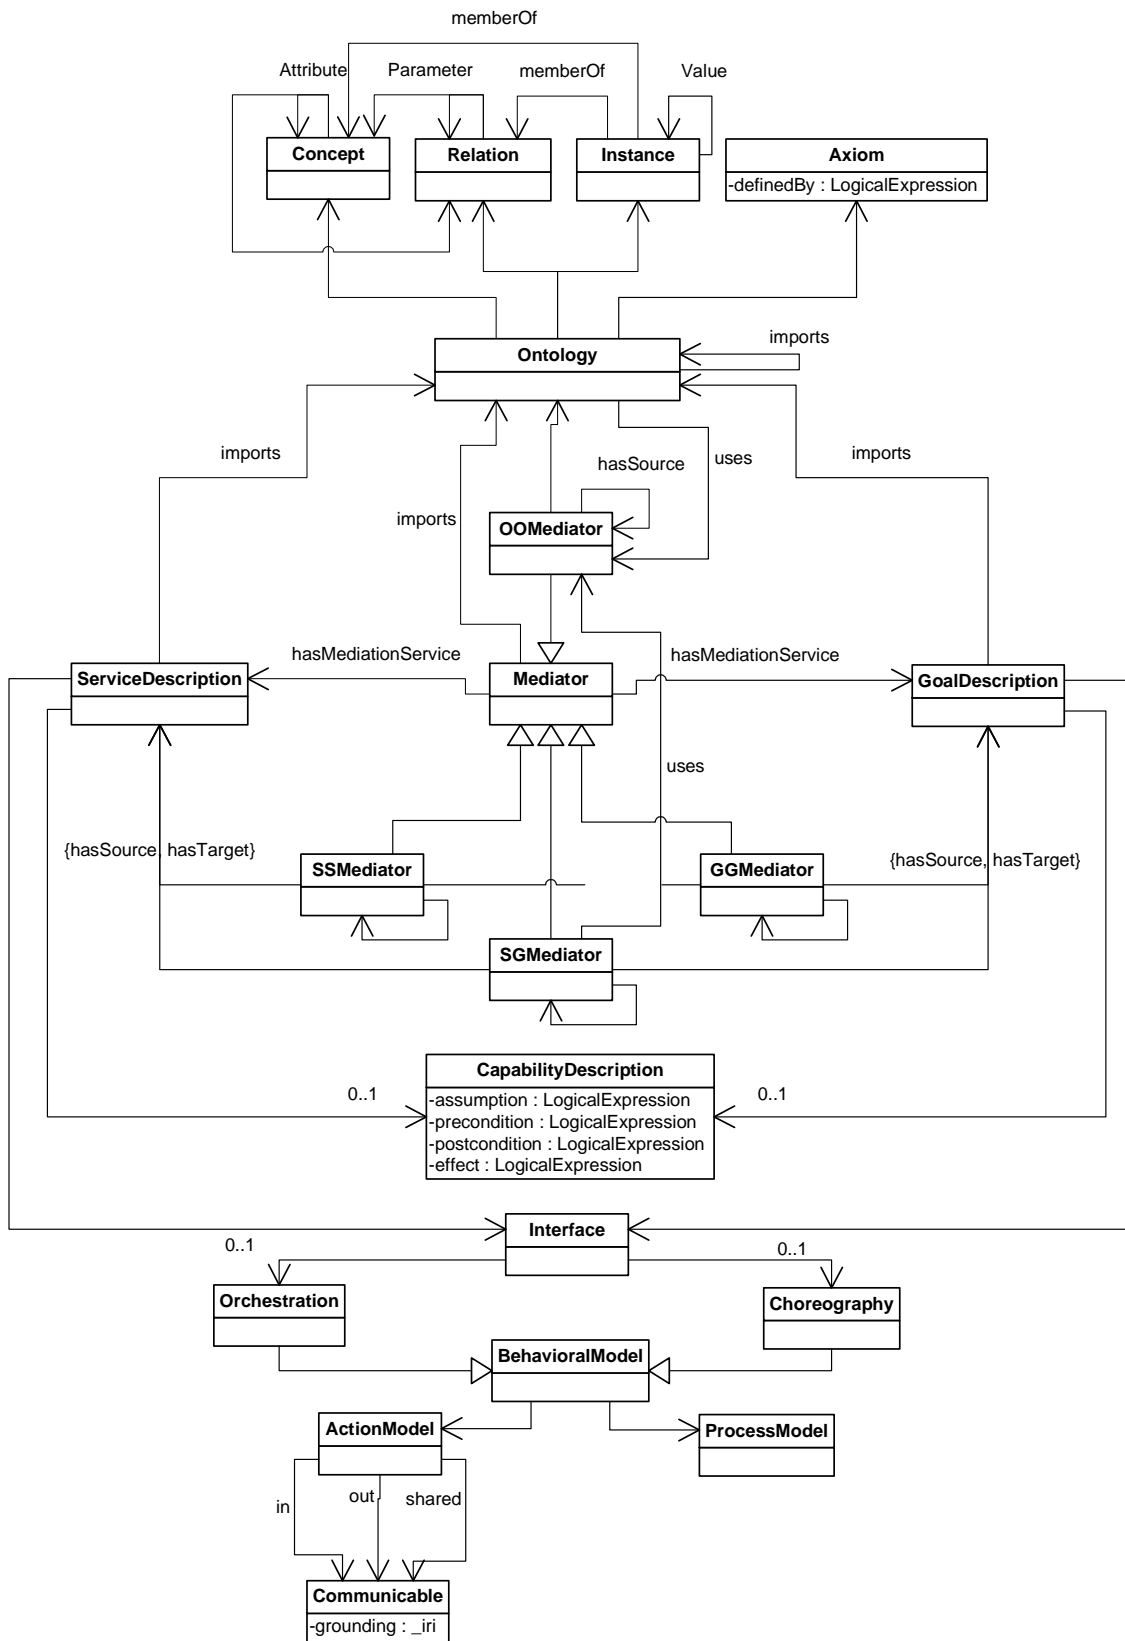 memberOf
Attribute
Parameter
memberOf
Value
Concept
Relation
Instance
Axiom
-definedBy : LogicalExpression
imports
Ontology
imports
uses
imports
hasSource
imports
OOMediator
hasMediationService
hasMediationService
ServiceDescription
Mediator
GoalDescription
uses
{hasSource, hasTarget}
{hasSource, hasTarget}
SSMediator
GGMediator
SGMediator
CapabilityDescription
0..1
-assumption : LogicalExpression
0..1
-precondition : LogicalExpression
-postcondition : LogicalExpression
-effect : LogicalExpression
Interface
0..1
0..1
Orchestration
Choreography
BehavioralModel
ActionModel
ProcessModel
in
out
shared
Communicable
-grounding : _iri